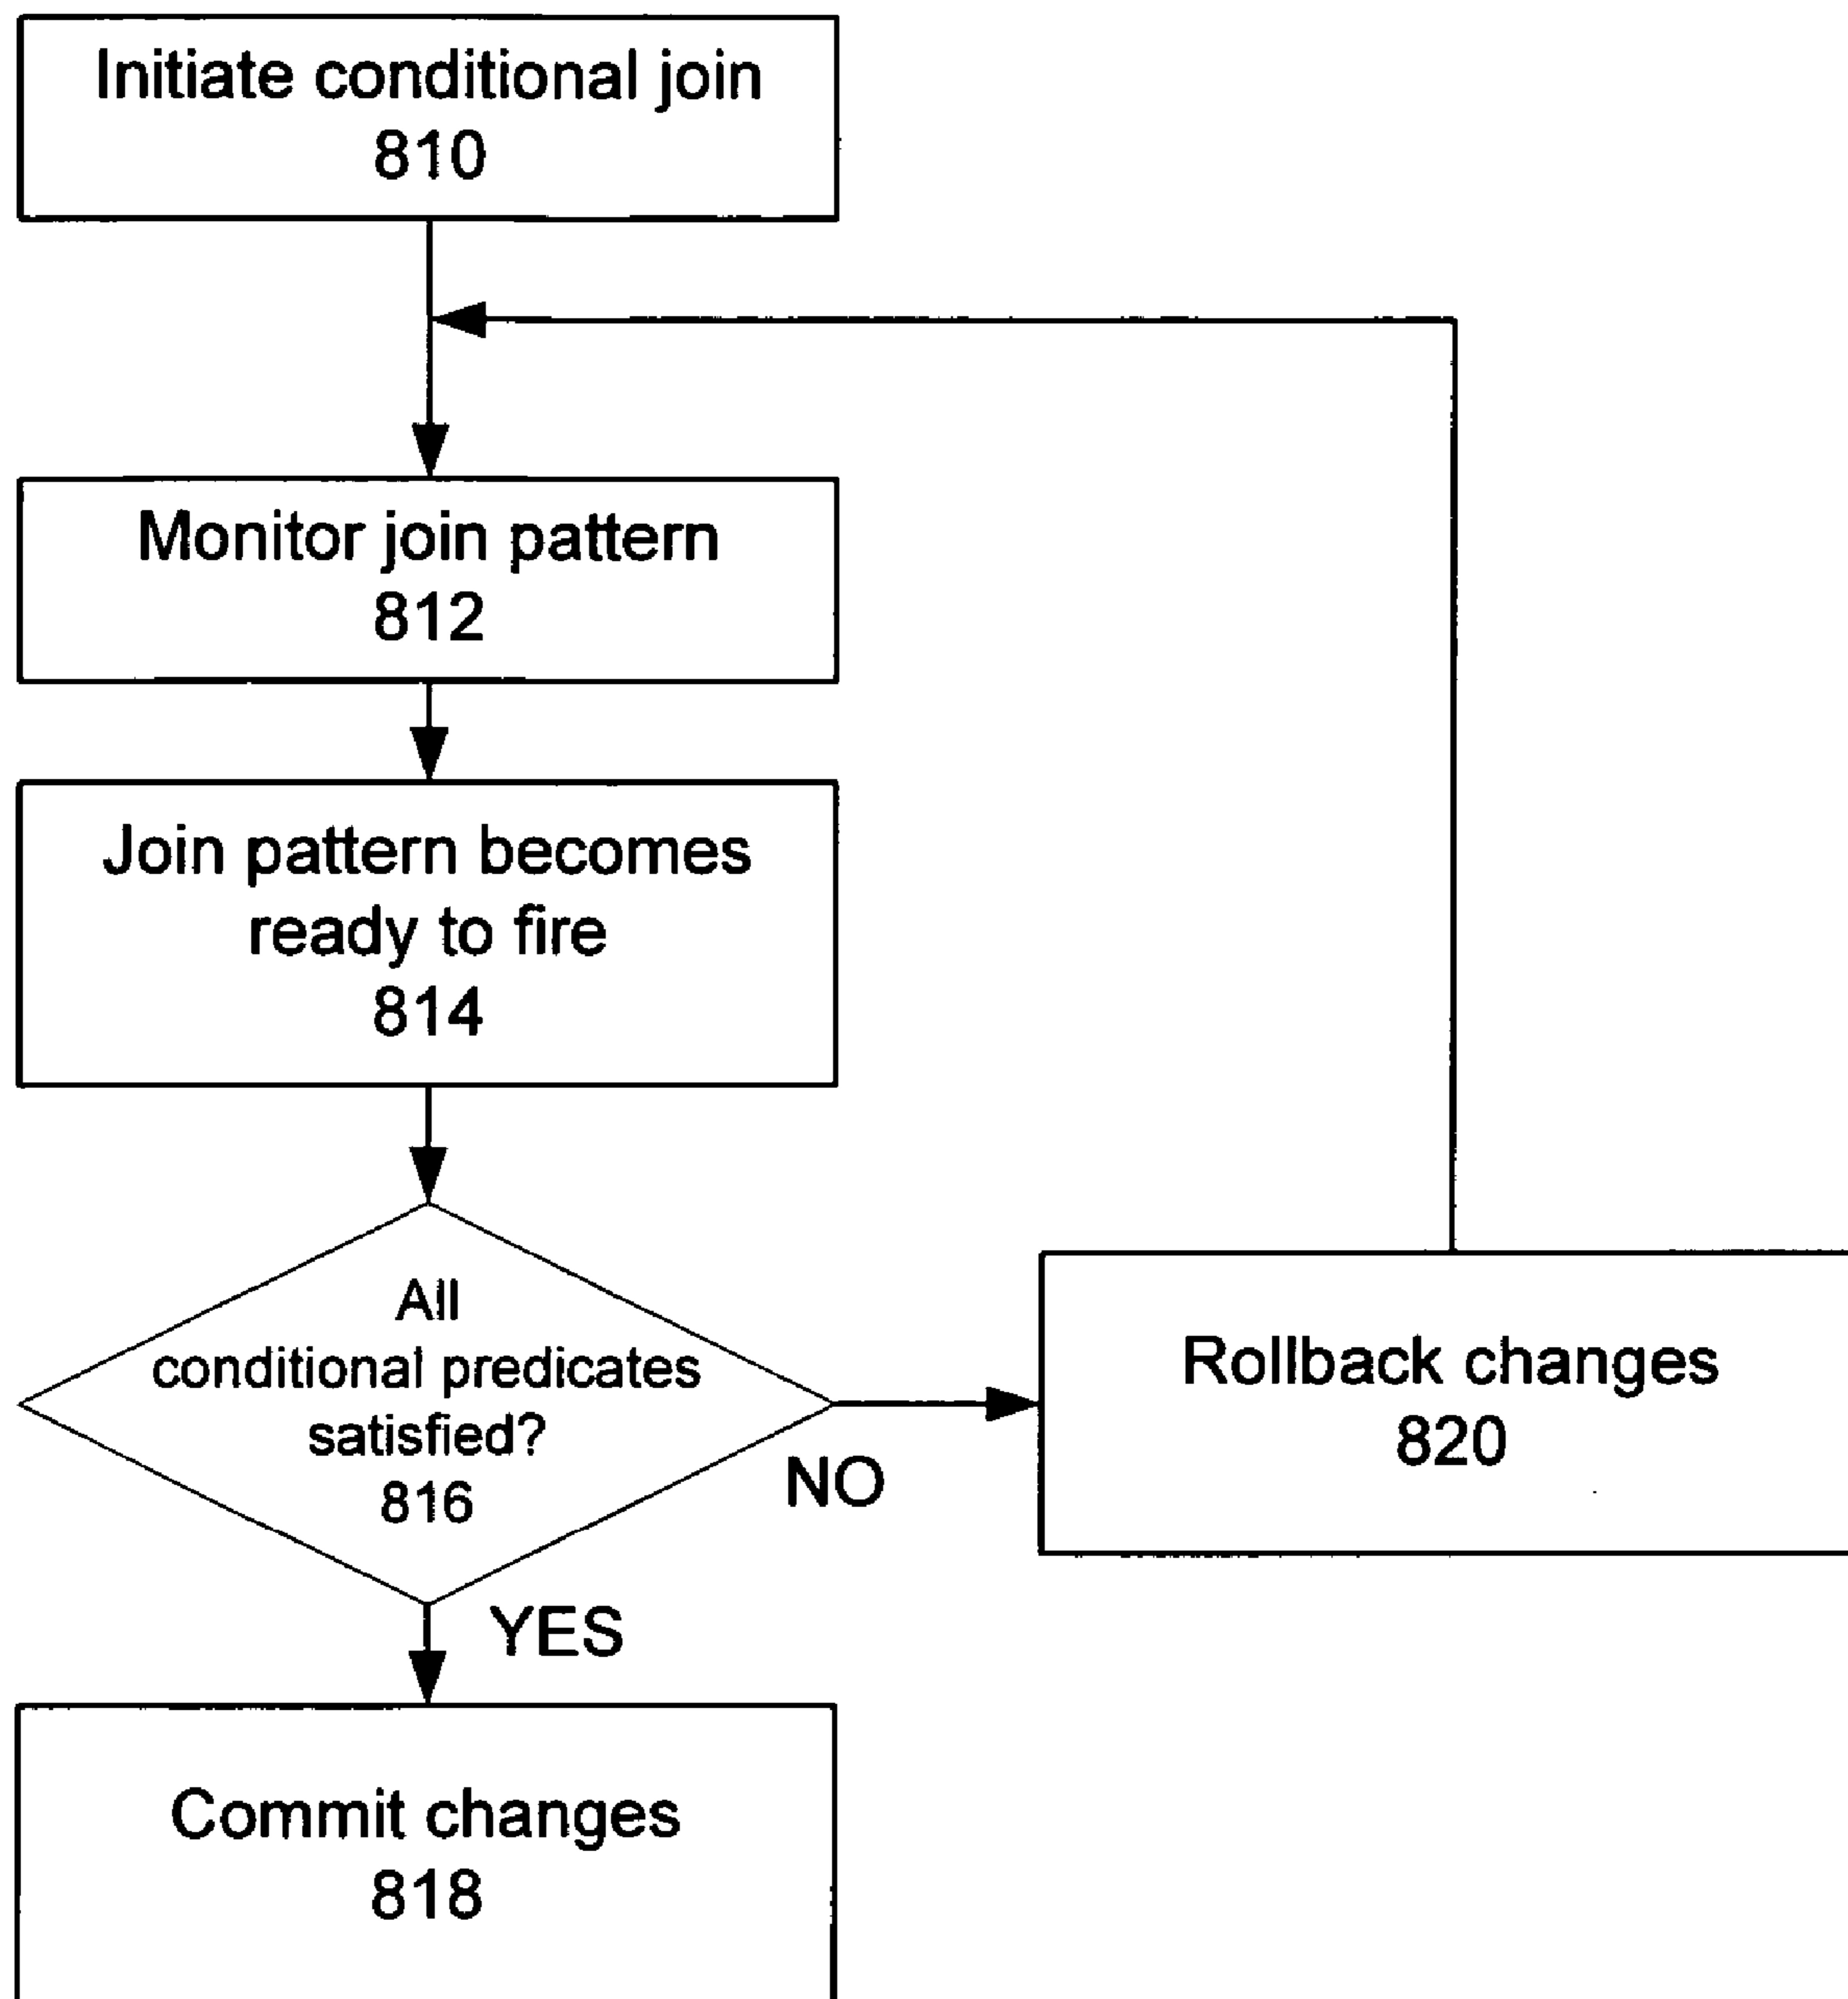 Initiate conditional join
810
Monitor join pattern
812
Join pattern becomes
ready to fire
814
All
conditional predicates
satisfied?
816
NO
Rollback changes
820
YES
Commit changes
818